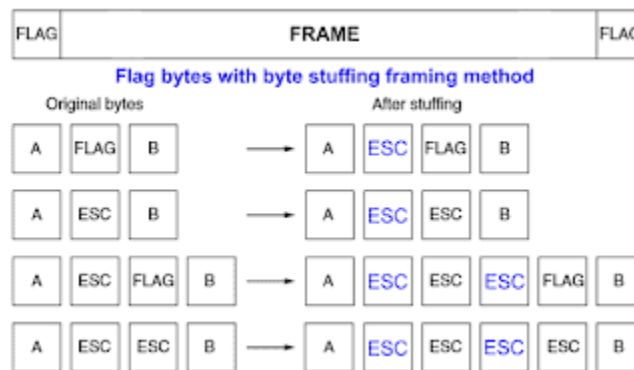 FLAG FRAME FLAG
Flag bytes with byte stuffing framing method
Original bytes After stuffing
A FLAG B A ESC FLAG B
A ESC B A ESC ESC B
A ESC FLAG B A ESC ESC ESC FLAG B
A ESC ESC B A ESC ESC ESC ESC B